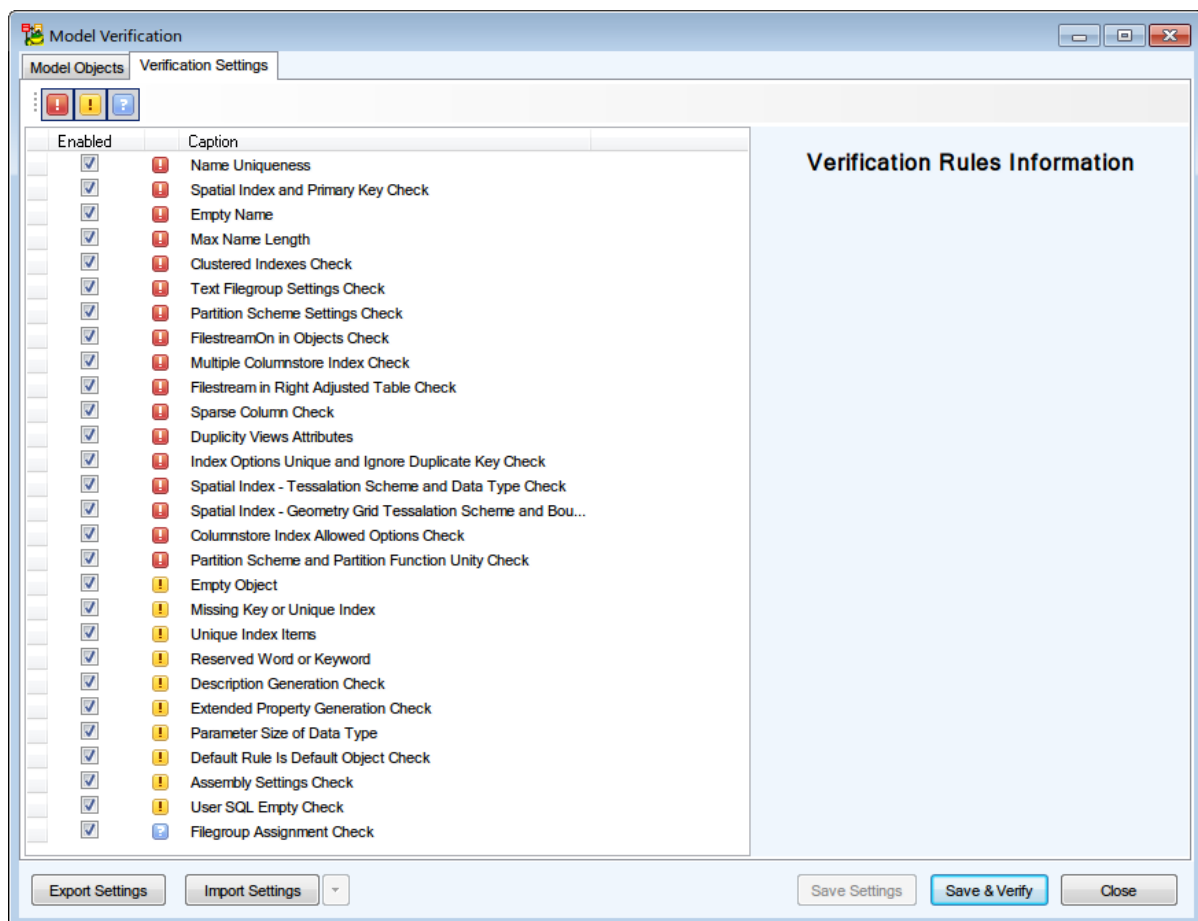 Model Verification
Model Objects Verification Settings
Enabled Caption
Name Uniqueness
Spatial Index and Primary Key Check
Empty Name
Max Name Length
Clustered Indexes Check
Text Filegroup Settings Check
Partition Scheme Settings Check
FilestreamOn in Objects Check
Multiple Columnstore Index Check
Filestream in Right Adjusted Table Check
Sparse Column Check
Duplicity Views Attributes
Index Options Unique and Ignore Duplicate Key Check
Spatial Index - Tessalation Scheme and Data Type Check
Spatial Index - Geometry Grid Tessalation Scheme and Bou...
Columnstore Index Allowed Options Check
Partition Scheme and Partition Function Unity Check
Empty Object
Missing Key or Unique Index
Unique Index Items
Reserved Word or Keyword
Description Generation Check
Extended Property Generation Check
Parameter Size of Data Type
Default Rule Is Default Object Check
Assembly Settings Check
User SQL Empty Check
Filegroup Assignment Check
Verification Rules Information
Export Settings Import Settings Save Settings Save & Verify Close